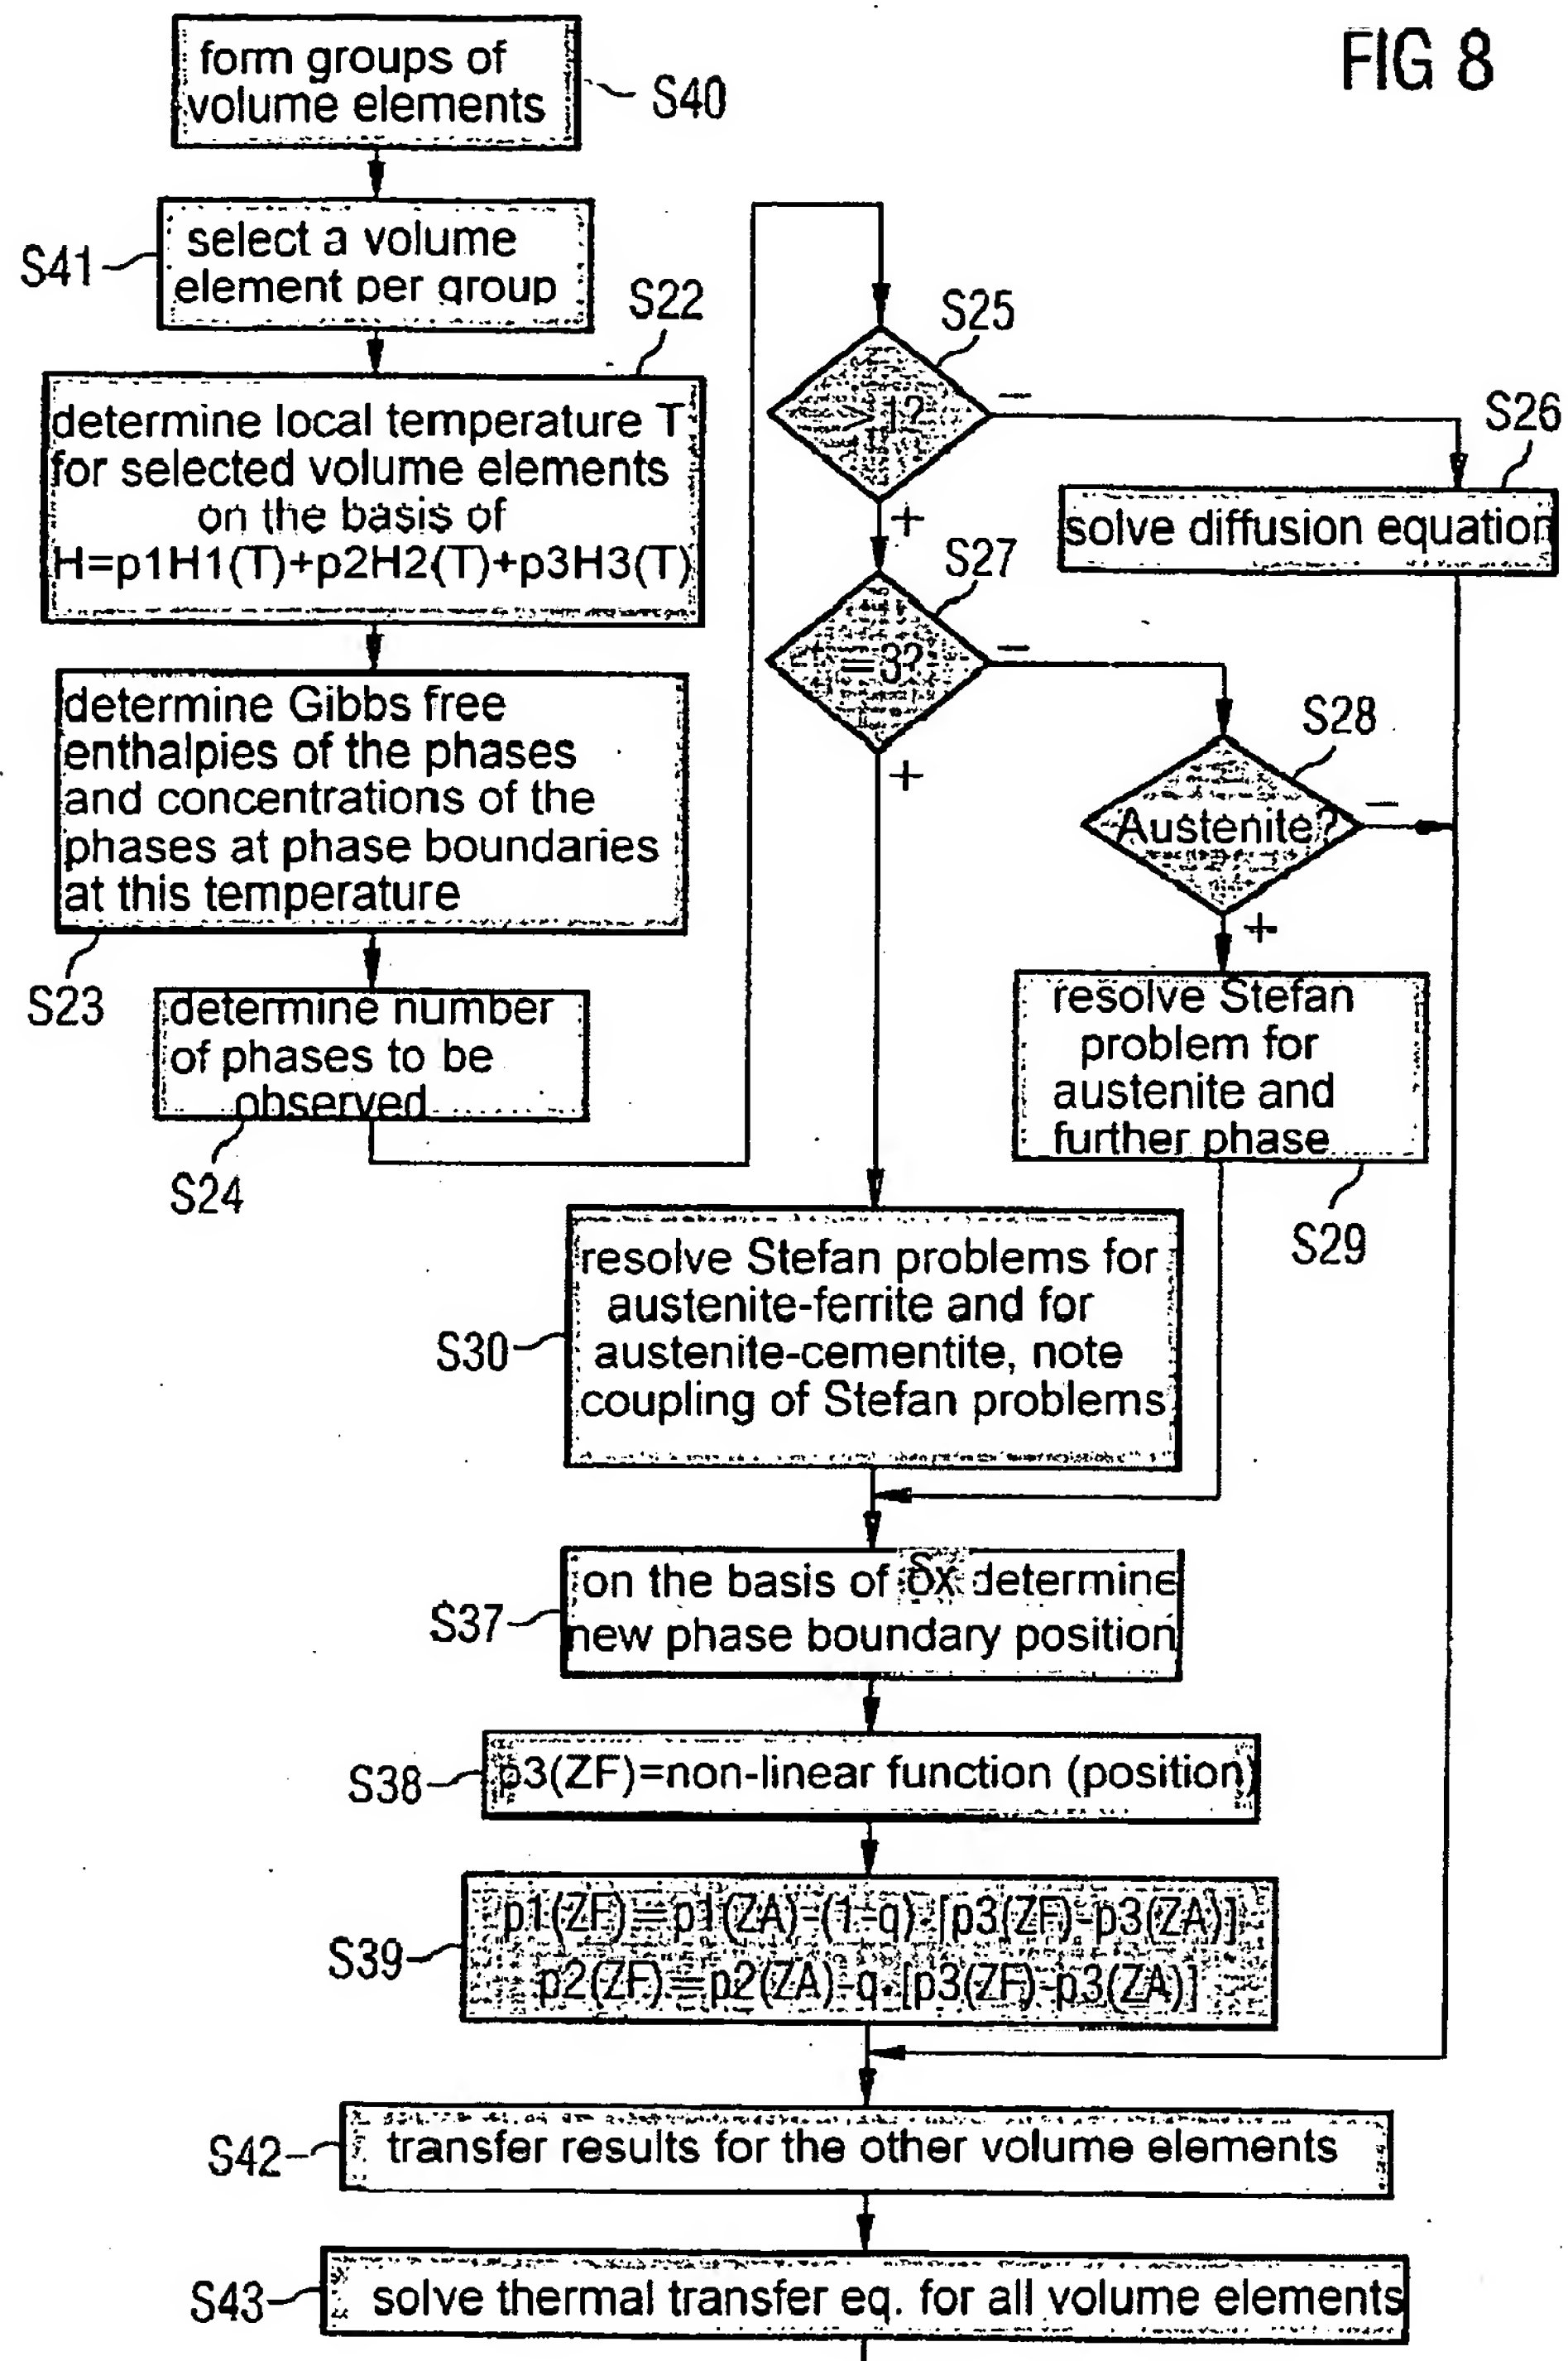 FIG 8
form groups of
volume elements
S40
S41
select a volume
element per group
S22
determine local temperature T
for selected volume elements
on the basis of
H=p1H1(T)+p2H2(T)+p3H3(T)
determine Gibbs free
enthalpies of the phases
and concentrations of the
phases at phase boundaries
at this temperature
S23
determine number
of phases to be
observed
S24
S25
>1?
−
+
S26
solve diffusion equation
S27
=3?
−
+
S28
Austenite?
−
+
resolve Stefan
problem for
austenite and
further phase
S29
S30
resolve Stefan problems for
austenite-ferrite and for
austenite-cementite, note
coupling of Stefan problems
S37
on the basis of δx determine
new phase boundary position
S38
p3(ZF)=non-linear function (position)
S39
p1(ZF)=p1(ZA)-(1-q)·[p3(ZF)-p3(ZA)]
p2(ZF)=p2(ZA)-q·[p3(ZF)-p3(ZA)]
S42
transfer results for the other volume elements
S43
solve thermal transfer eq. for all volume elements